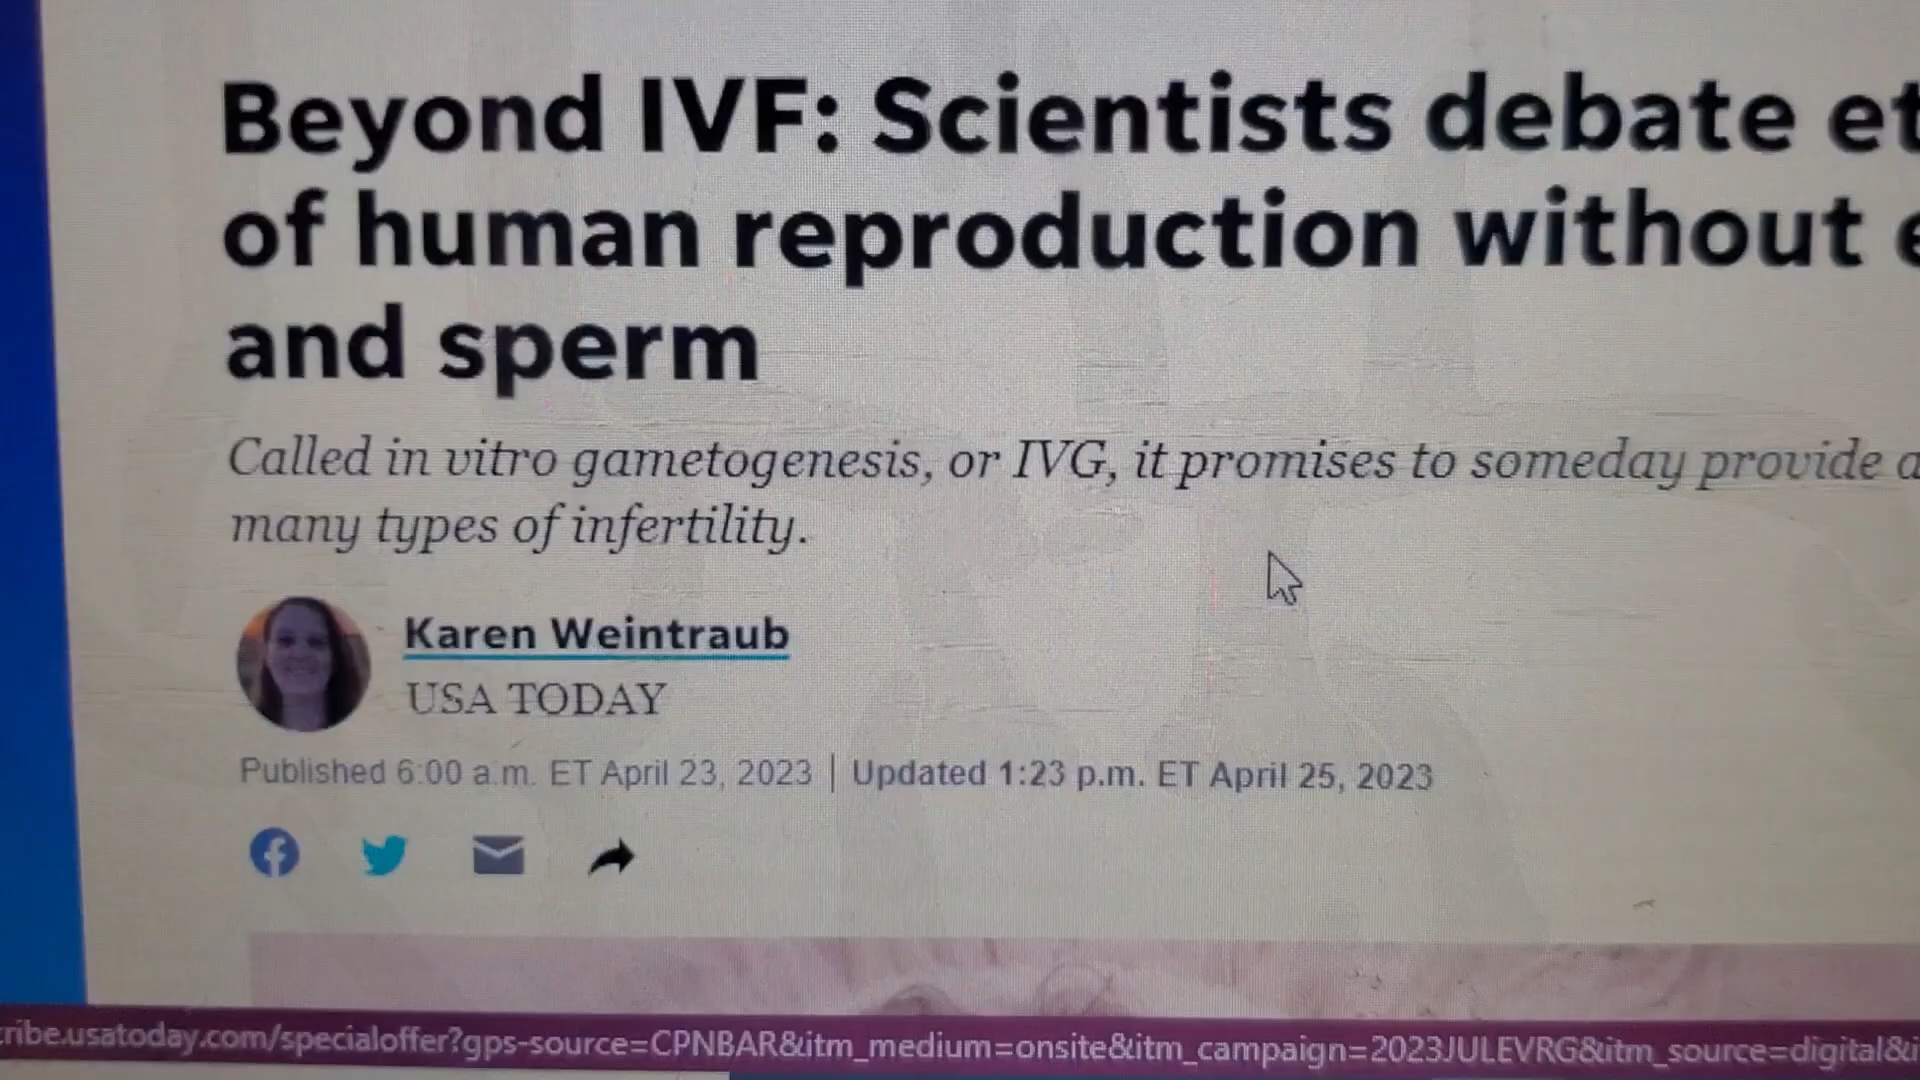 Beyond IVF: Scientists debate
of human reproduction without
and sperm
Called in vitro gametogenesis, or IVG, it promises to someday provide
many types of infertility.
Karen Weintraub
USA TODAY
Published 6:00 a.m. ET April 23, 2023 | Updated 1:23 p.m. ET April 25, 2023
cribe.usatoday.com/specialoffer?gps-source=CPNBAR&itm_medium=onsite&itm_campaign=2023JULEVRG&itm_source=digital&i